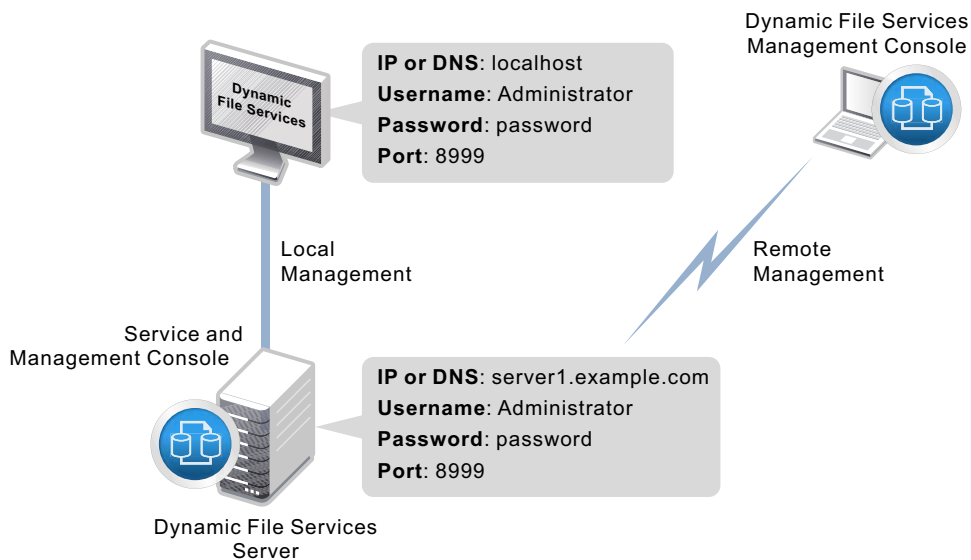 Dynamic
File Services
IP or DNS: localhost
Username: Administrator
Password: password
Port: 8999
Dynamic File Services
Management Console
Local
Management
Remote
Management
Service and
Management Console
IP or DNS: server1.example.com
Username: Administrator
Password: password
Port: 8999
Dynamic File Services
Server